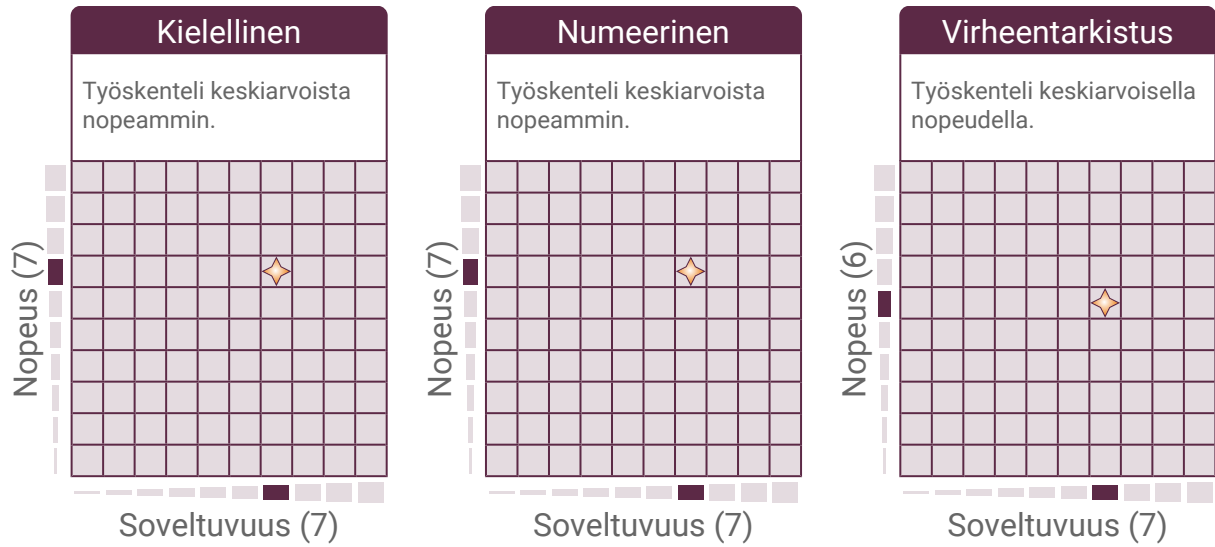 Kielellinen
Työskenteli keskiarvoista
nopeammin.
Nopeus (7)
Soveltuvuus (7)
Numeerinen
Työskenteli keskiarvoista
nopeammin.
Nopeus (7)
Soveltuvuus (7)
Virheentarkistus
Työskenteli keskiarvoisella
nopeudella.
Nopeus (6)
Soveltuvuus (7)